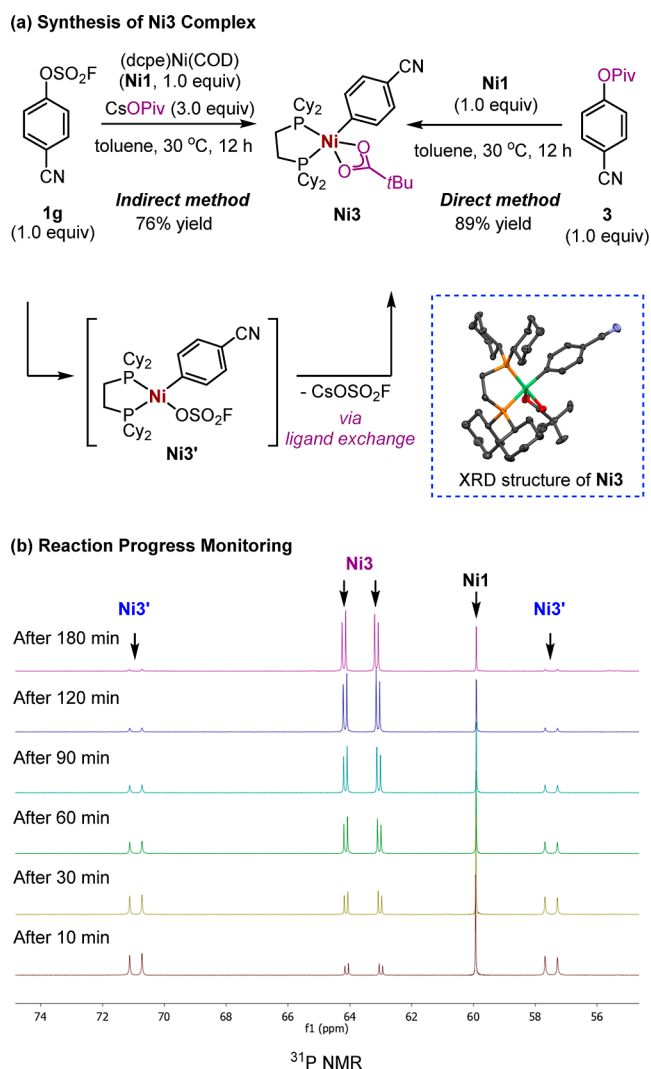 (a) Synthesis of Ni3 Complex
OSO2F
CN
1g
(1.0 equiv)
(dcpe)Ni(COD)
(Ni1, 1.0 equiv)
CsOPiv (3.0 equiv)
toluene, 30 °C, 12 h
Indirect method
76% yield
Cy2
P
Ni
P
Cy2
CN
O
O
tBu
Ni3
Ni1
(1.0 equiv)
toluene, 30 °C, 12 h
Direct method
89% yield
OPiv
CN
3
(1.0 equiv)
Cy2
P
Ni
P
Cy2
CN
OSO2F
Ni3'
- CsOSO2F
via
ligand exchange
XRD structure of Ni3
(b) Reaction Progress Monitoring
Ni3' Ni3 Ni1 Ni3'
After 180 min
After 120 min
After 90 min
After 60 min
After 30 min
After 10 min
74 72 70 68 66 64 62 60 58 56
f1 (ppm)
31P NMR